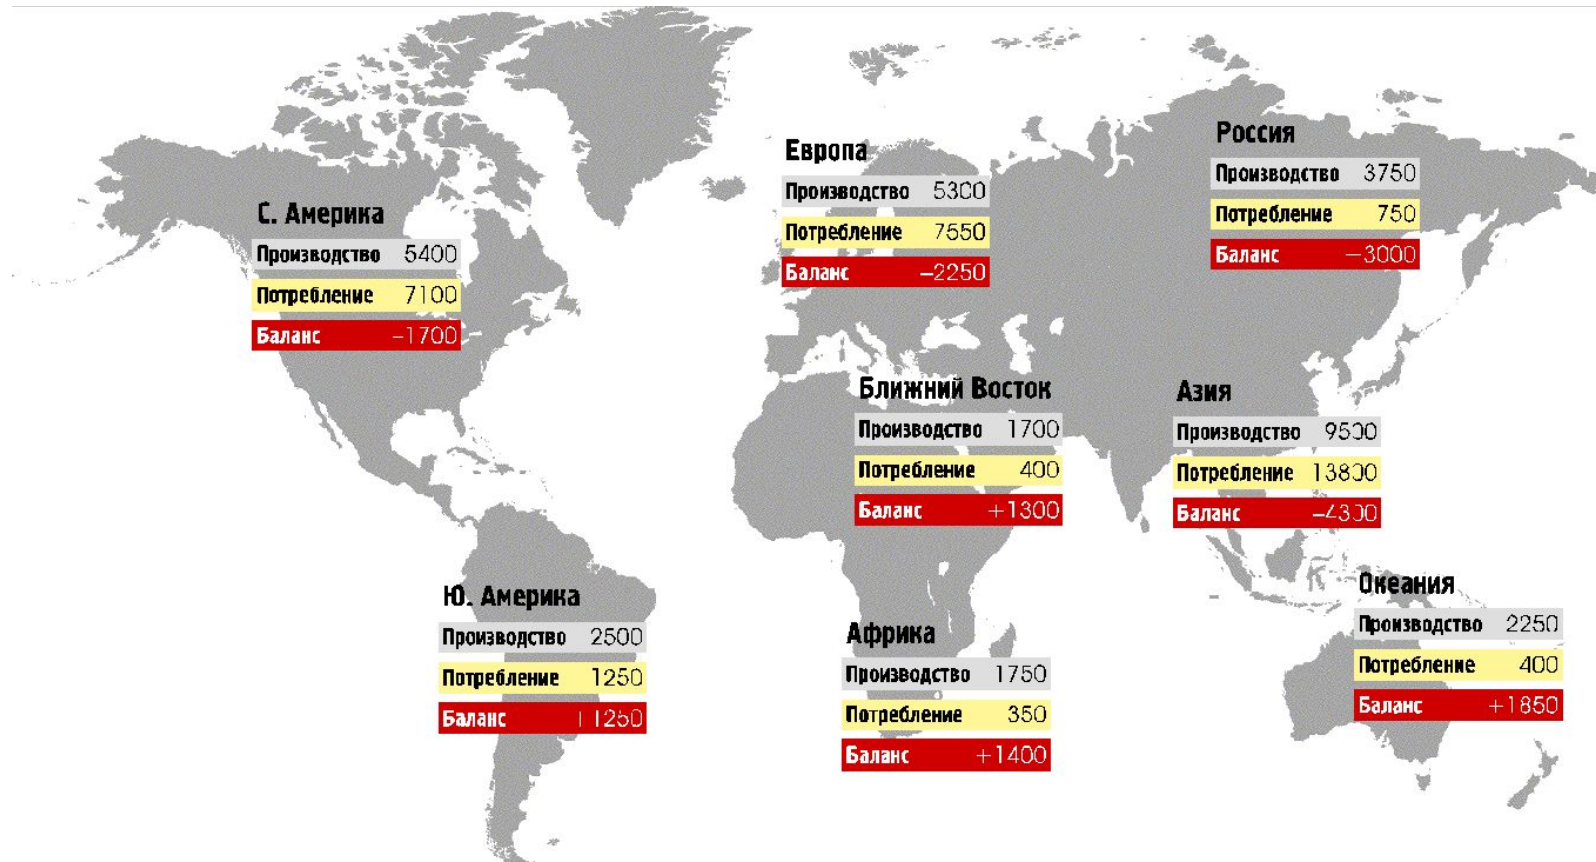 С. Америка
Производство 5400
Потребление 7100
Баланс –1700
Европа
Производство 5300
Потребление 7550
Баланс –2250
Россия
Производство 3750
Потребление 750
Баланс –3000
Ближний Восток
Производство 1700
Потребление 400
Баланс +1300
Азия
Производство 9500
Потребление 13800
Баланс –4300
Ю. Америка
Производство 2500
Потребление 1250
Баланс +1250
Африка
Производство 1750
Потребление 350
Баланс +1400
Океания
Производство 2250
Потребление 400
Баланс +1850